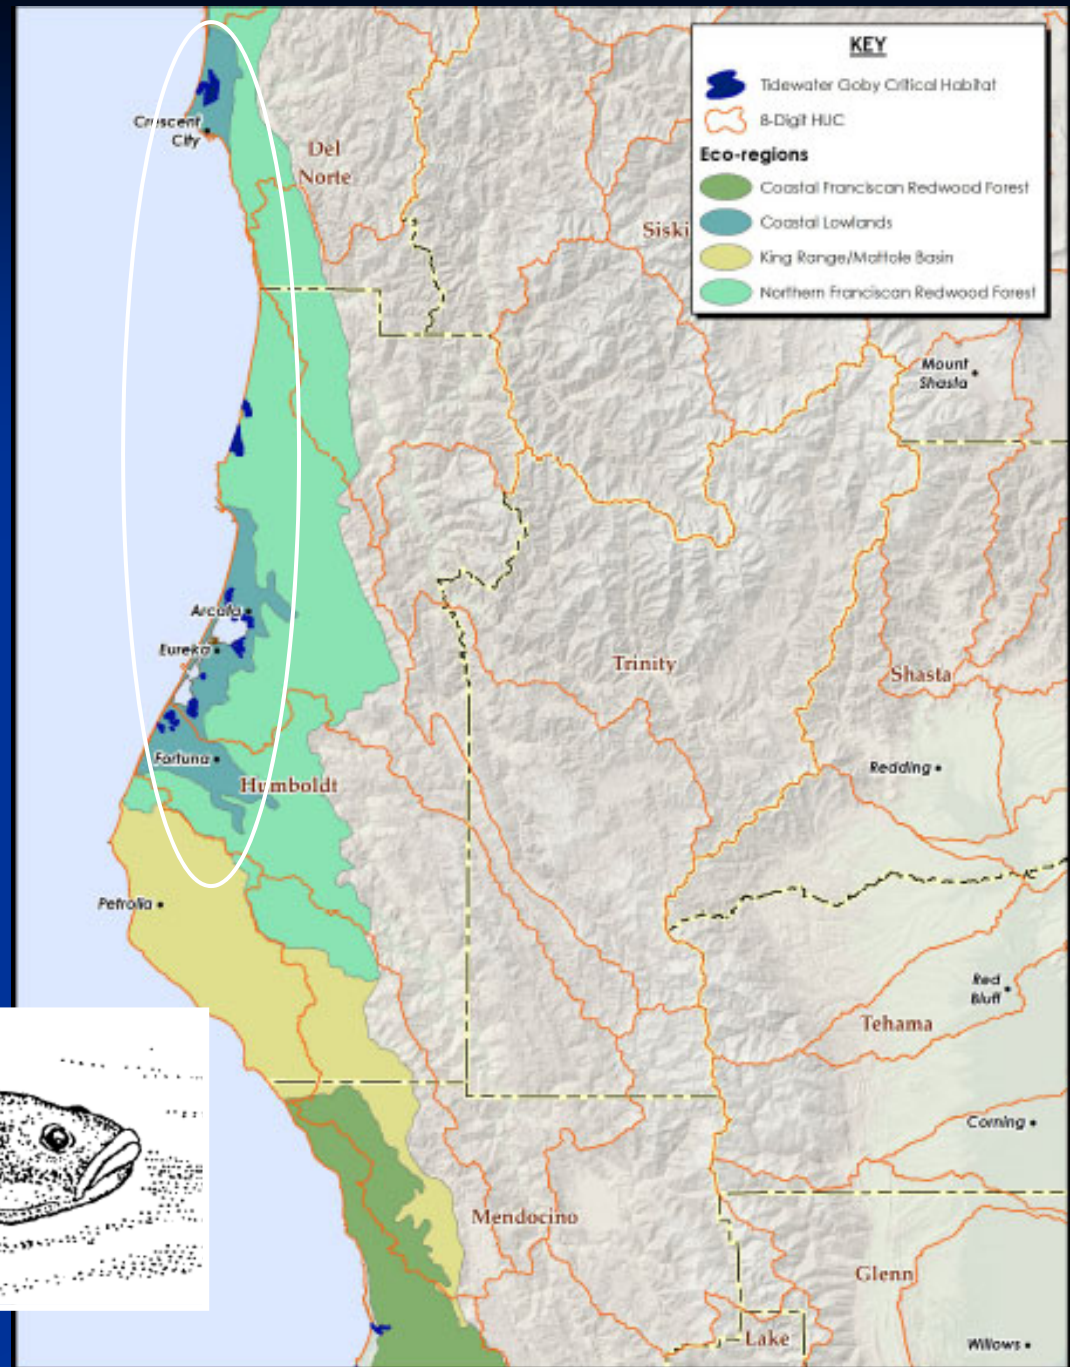 KEY
Tidewater Goby Critical Habitat
8-Digit HUC
Eco-regions
Coastal Franciscan Redwood Forest
Coastal Lowlands
King Range/Mattole Basin
Northern Franciscan Redwood Forest
Crescent
City
Del
Norte
Siski
Mount
Shasta
Arcata
Eureka
Trinity
Shasta
Fortuna
Humboldt
Redding
Petrolia
Red
Bluff
Tehama
Corning
Mendocino
Glenn
Lake
Willows